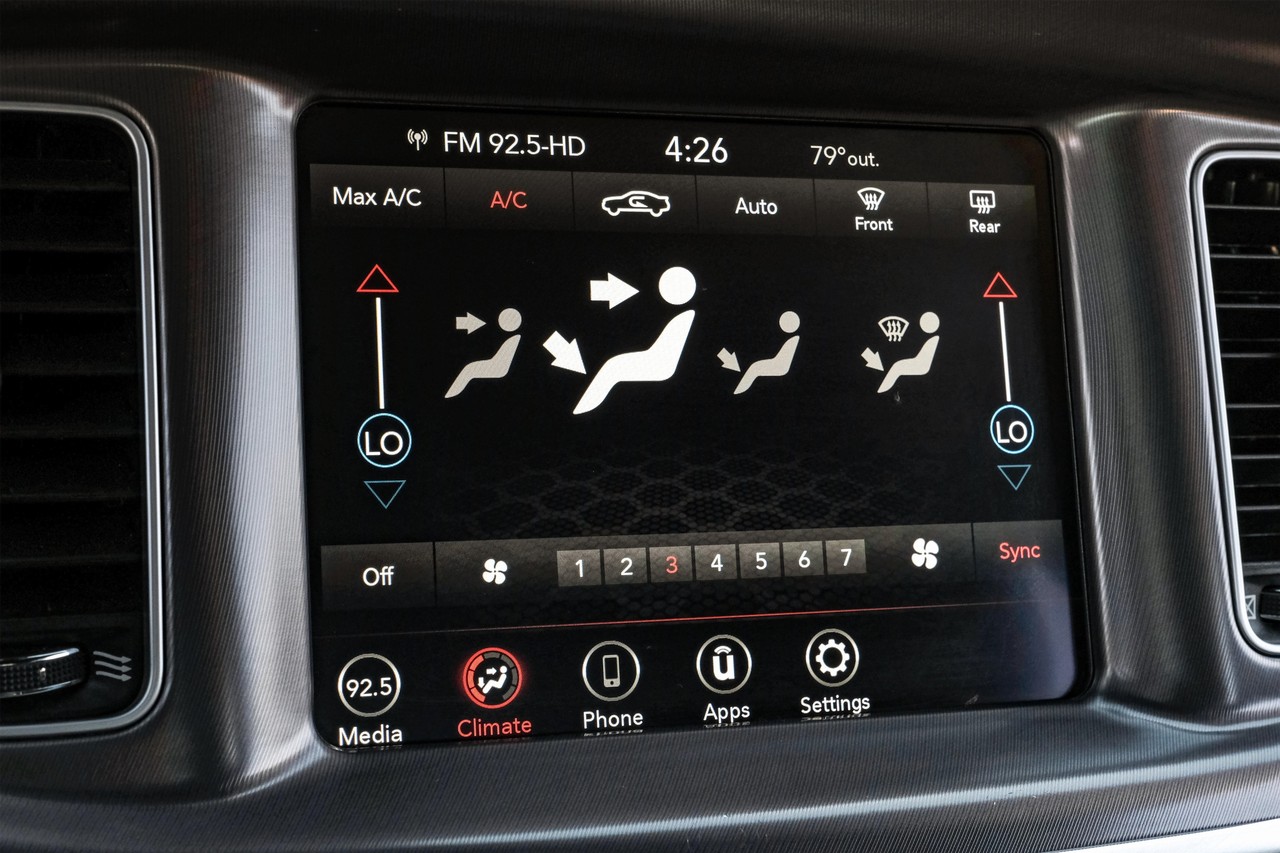 FM 92.5-HD 4:26 79°out.
Max A/C A/C Auto Front Rear
LO LO
Off 1 2 3 4 5 6 7 Sync
92.5 u
Media Climate Phone Apps Settings